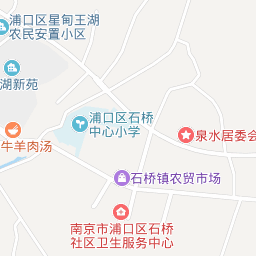 浦口区星甸王湖
农民安置小区
湖新苑
浦口区石桥
中心小学
泉水居委会
牛羊肉汤
石桥镇农贸市场
南京市浦口区石桥
社区卫生服务中心